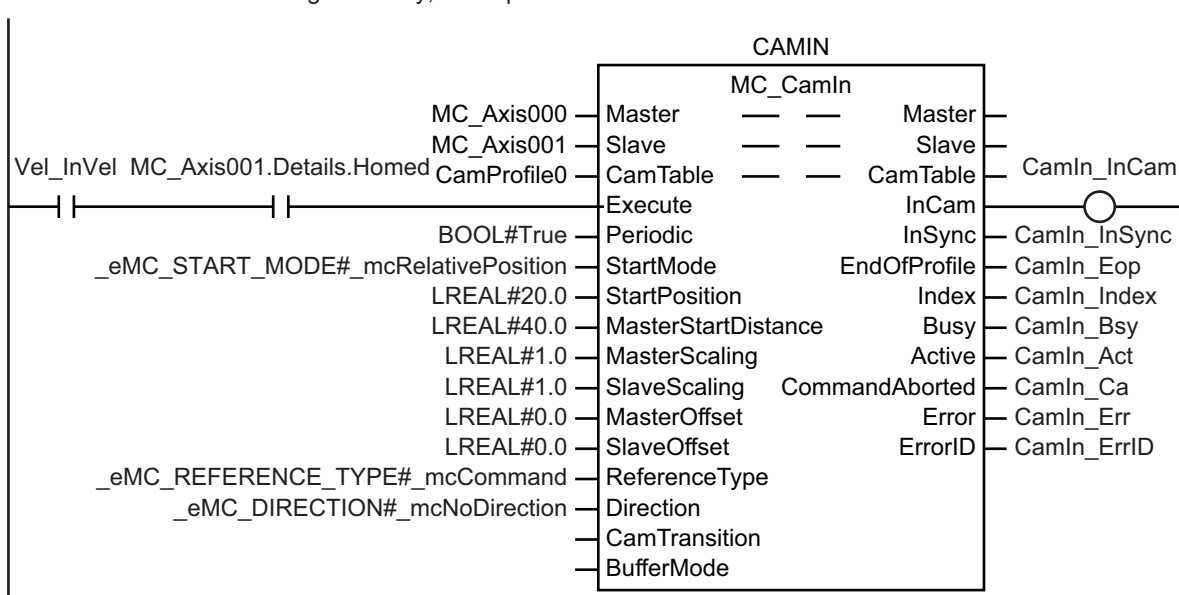 CAMIN
MC_CamIn
MC_Axis000 Master Master
MC_Axis001 Slave Slave
Vel_InVel MC_Axis001.Details.Homed CamProfile0 CamTable CamTable CamIn_InCam
Execute InCam
BOOL#True Periodic InSync CamIn_InSync
_eMC_START_MODE#_mcRelativePosition StartMode EndOfProfile CamIn_Eop
LREAL#20.0 StartPosition Index CamIn_Index
LREAL#40.0 MasterStartDistance Busy CamIn_Bsy
LREAL#1.0 MasterScaling Active CamIn_Act
LREAL#1.0 SlaveScaling CommandAborted CamIn_Ca
LREAL#0.0 MasterOffset Error CamIn_Err
LREAL#0.0 SlaveOffset ErrorID CamIn_ErrID
_eMC_REFERENCE_TYPE#_mcCommand ReferenceType
_eMC_DIRECTION#_mcNoDirection Direction
CamTransition
BufferMode